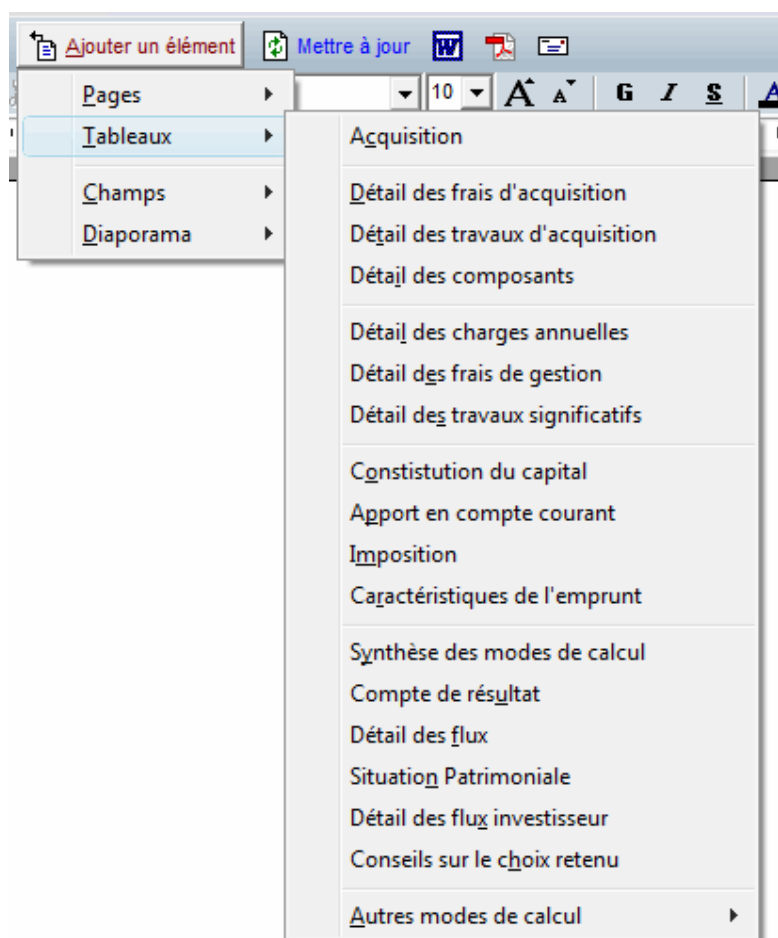 Ajouter un élément Mettre à jour W
10 A A G I S A
Pages
Tableaux
Champs
Diaporama
Acquisition
Détail des frais d'acquisition
Détail des travaux d'acquisition
Détail des composants
Détail des charges annuelles
Détail des frais de gestion
Détail des travaux significatifs
Constistution du capital
Apport en compte courant
Imposition
Caractéristiques de l'emprunt
Synthèse des modes de calcul
Compte de résultat
Détail des flux
Situation Patrimoniale
Détail des flux investisseur
Conseils sur le choix retenu
Autres modes de calcul